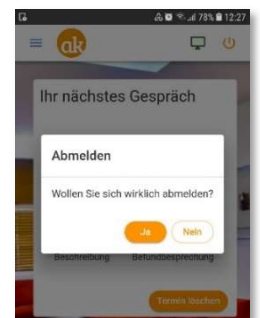 78% 12:27
ak
Ihr nächstes Gespräch
Abmelden
Wollen Sie sich wirklich abmelden?
Ja Nein
Beschreibung Befundbesprechung
Termin löschen